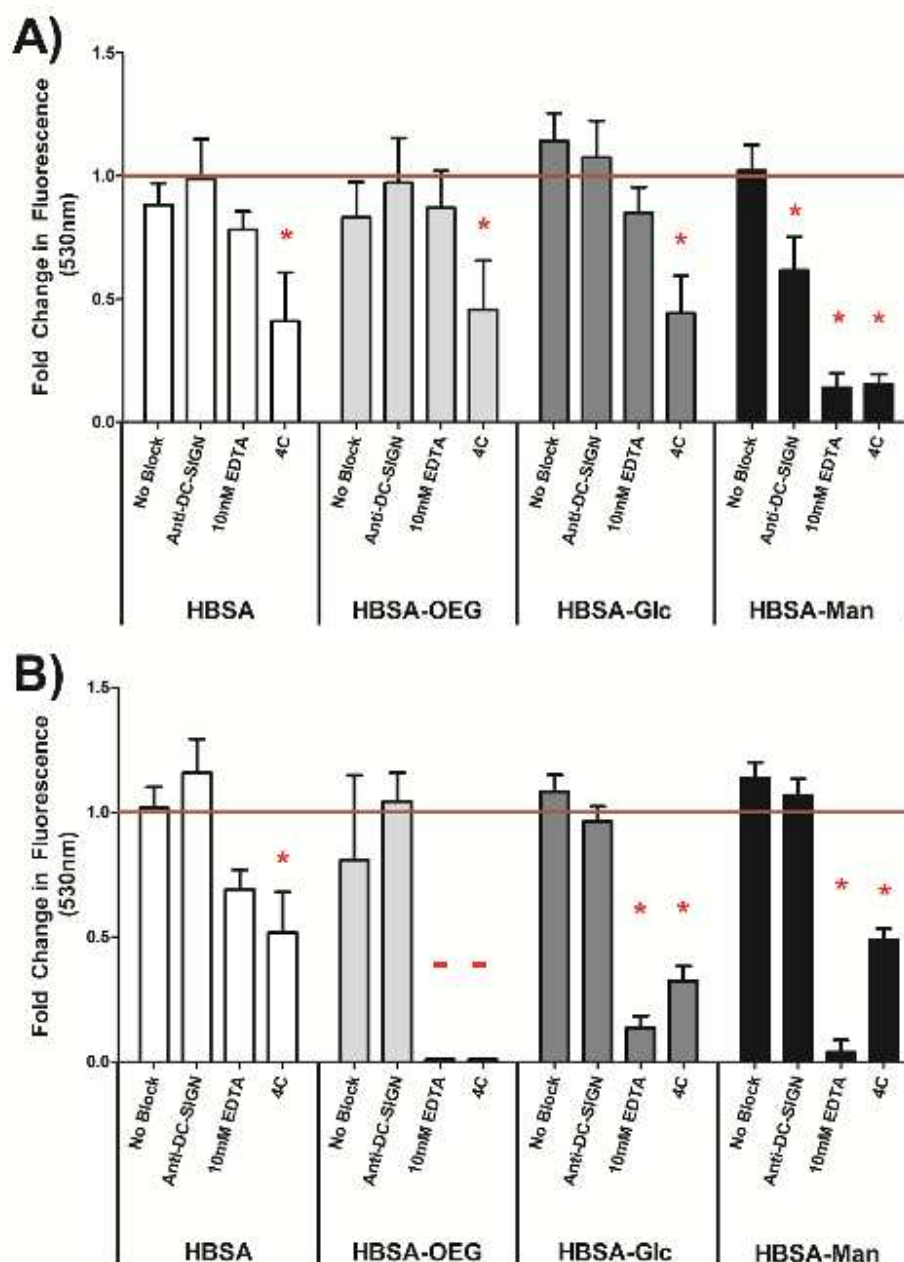 A)
Fold Change in Fluorescence
(530nm)
1.5
1.0
0.5
0.0
* * * * * *
No Block Anti-DC-SIGN 10mM EDTA 4C No Block Anti-DC-SIGN 10mM EDTA 4C No Block Anti-DC-SIGN 10mM EDTA 4C No Block Anti-DC-SIGN 10mM EDTA 4C
HBSA HBSA-OEG HBSA-Glc HBSA-Man
B)
Fold Change in Fluorescence
(530nm)
1.5
1.0
0.5
0.0
* - - * * * *
No Block Anti-DC-SIGN 10mM EDTA 4C No Block Anti-DC-SIGN 10mM EDTA 4C No Block Anti-DC-SIGN 10mM EDTA 4C No Block Anti-DC-SIGN 10mM EDTA 4C
HBSA HBSA-OEG HBSA-Glc HBSA-Man